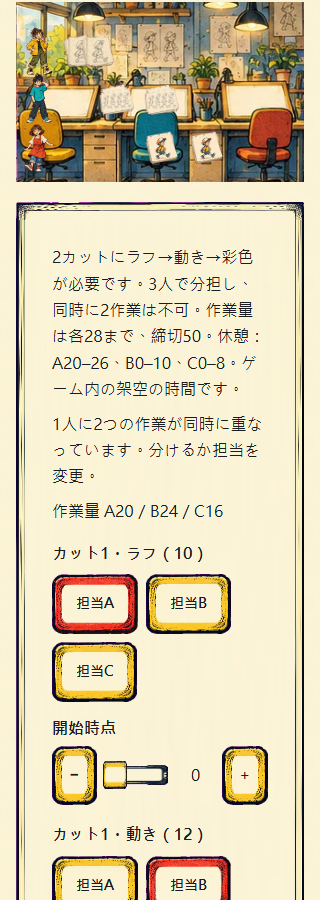 2カットにラフ→動き→彩色
が必要です。3人で分担し、
同時に2作業は不可。作業量
は各28まで、締切50。休憩：
A20–26、B0–10、C0–8。ゲ
ーム内の架空の時間です。
1人に2つの作業が同時に重な
っています。分けるか担当を
変更。
作業量 A20 / B24 / C16
カット1・ラフ（10）
担当A
担当B
担当C
開始時点
−
0
+
カット1・動き（12）
担当A
担当B